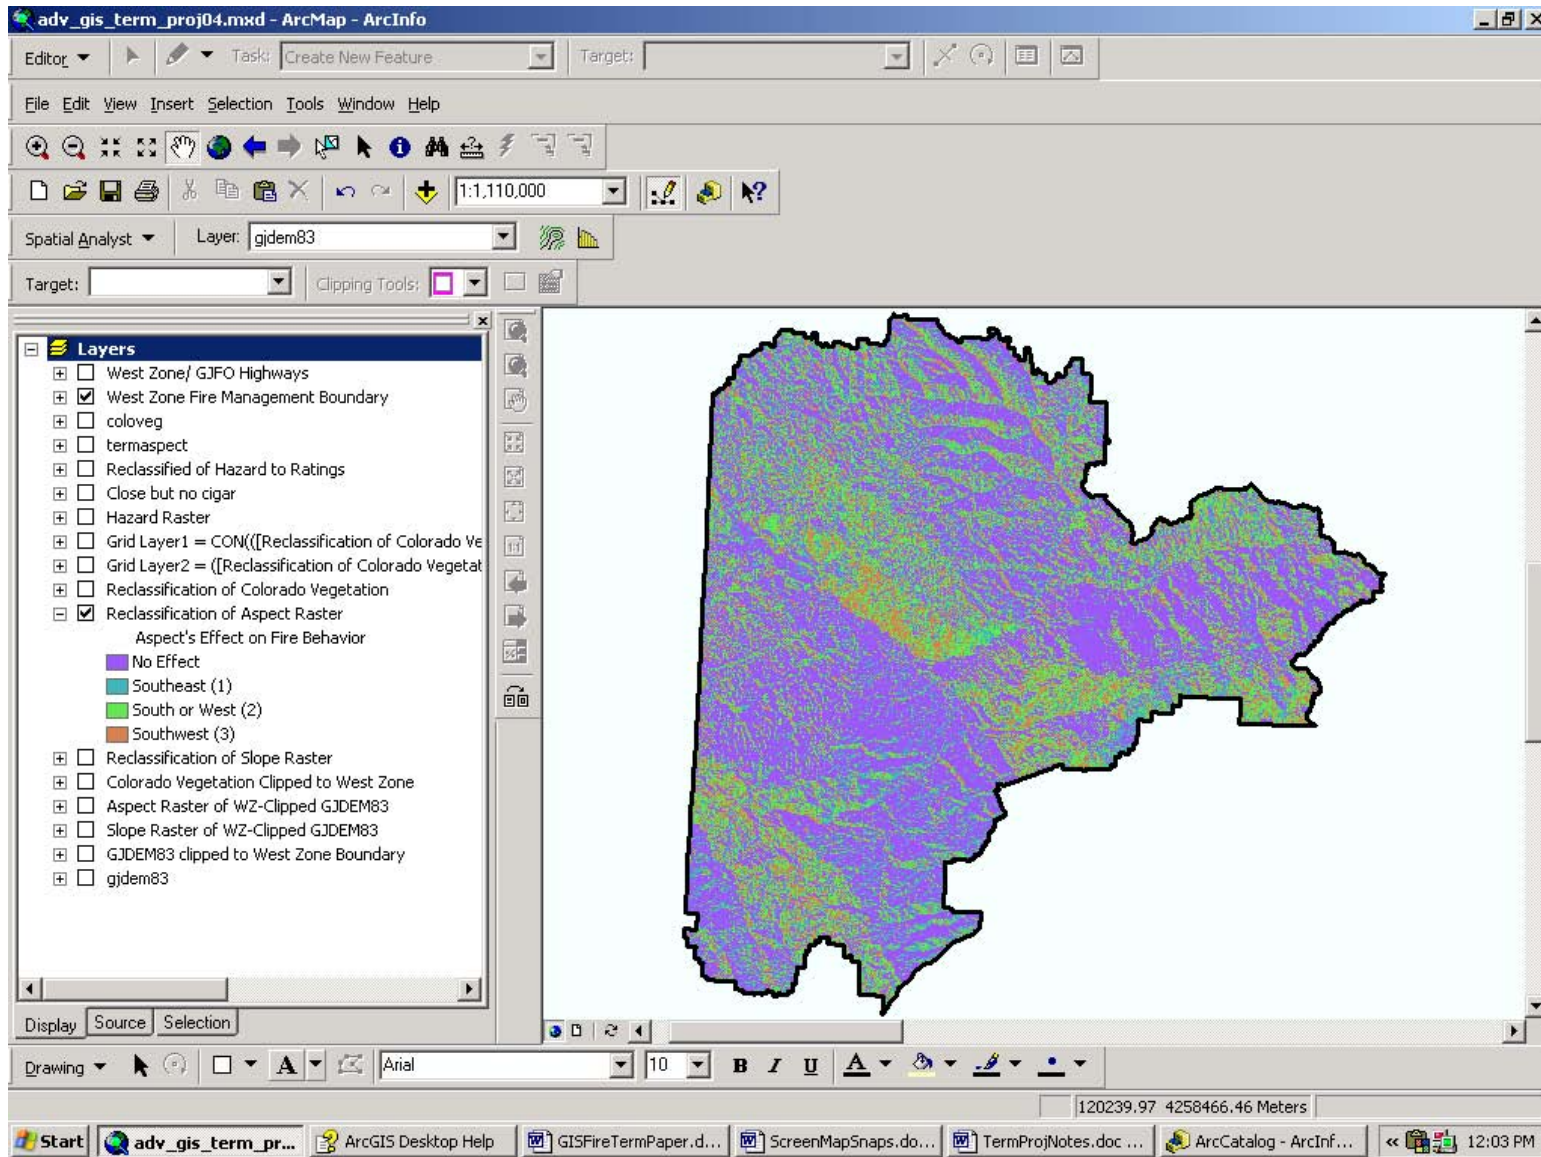 adv_gis_term_proj04.mxd - ArcMap - ArcInfo
Editor Task: Create New Feature Target:
File Edit View Insert Selection Tools Window Help
1:1,110,000
Spatial Analyst Layer: gjdem83
Target: Clipping Tools:
Layers
West Zone/ GJFO Highways
West Zone Fire Management Boundary
coloveg
termaspect
Reclassified of Hazard to Ratings
Close but no cigar
Hazard Raster
Grid Layer1 = CON(([Reclassification of Colorado Ve
Grid Layer2 = ([Reclassification of Colorado Vegetat
Reclassification of Colorado Vegetation
Reclassification of Aspect Raster
Aspect's Effect on Fire Behavior
No Effect
Southeast (1)
South or West (2)
Southwest (3)
Reclassification of Slope Raster
Colorado Vegetation Clipped to West Zone
Aspect Raster of WZ-Clipped GJDEM83
Slope Raster of WZ-Clipped GJDEM83
GJDEM83 clipped to West Zone Boundary
gjdem83
1:1
Display Source Selection
Drawing A Arial 10 B I U A
120239.97 4258466.46 Meters
Start adv_gis_term_pr... ArcGIS Desktop Help GISFireTermPaper.d... ScreenMapSnaps.do... TermProjNotes.doc ... ArcCatalog - ArcInf... « 12:03 PM